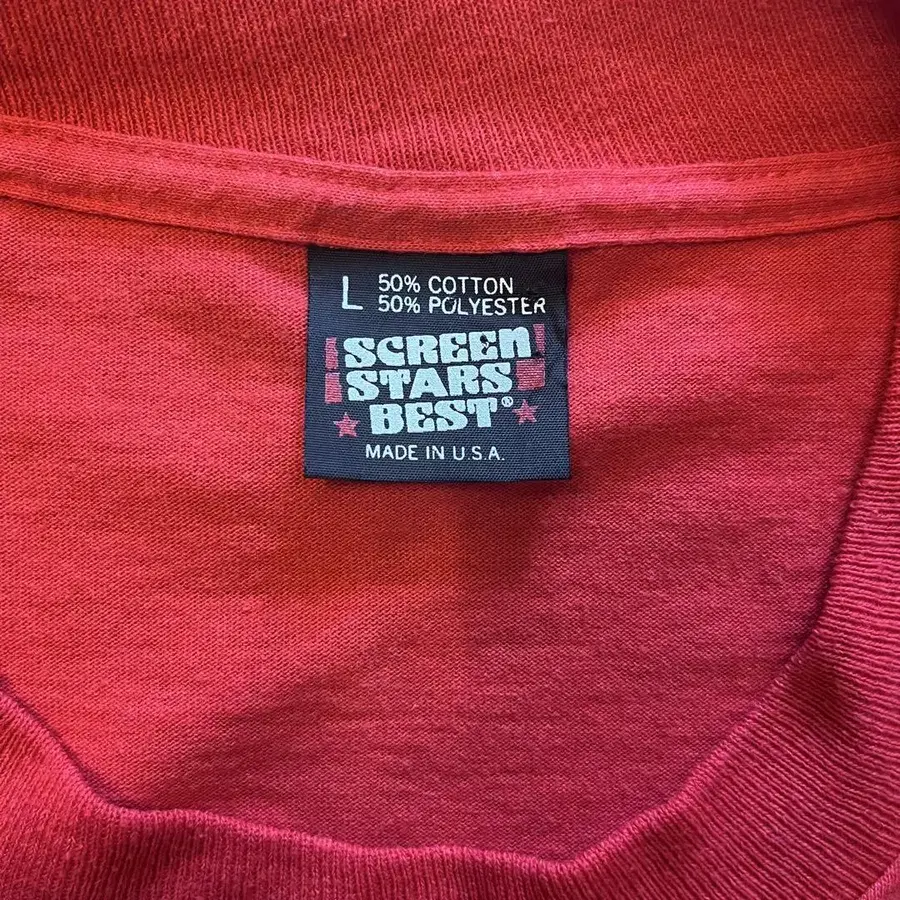 L 50% COTTON
50% POLYESTER
SCREEN
STARS
BEST®
MADE IN U.S.A.